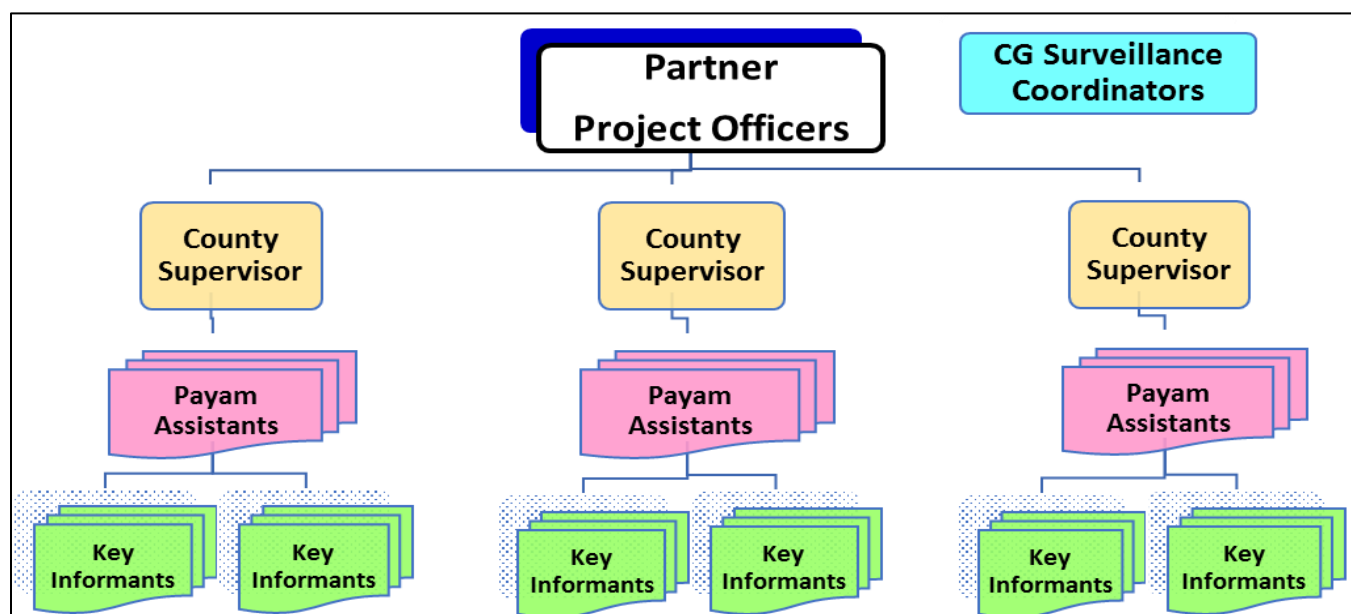 Partner
Project Officers
CG Surveillance
Coordinators
County
Supervisor
County
Supervisor
County
Supervisor
Payam
Assistants
Payam
Assistants
Payam
Assistants
Key
Informants
Key
Informants
Key
Informants
Key
Informants
Key
Informants
Key
Informants